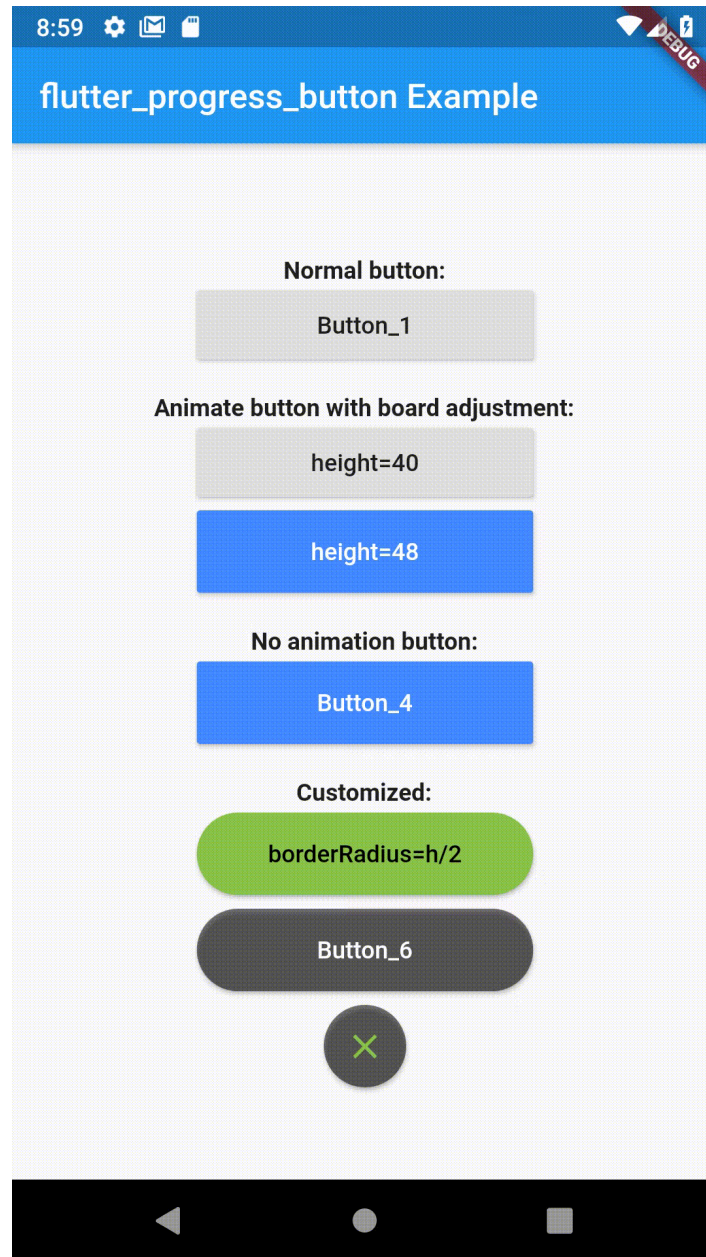 8:59
DEBUG
flutter_progress_button Example
Normal button:
Button_1
Animate button with board adjustment:
height=40
height=48
No animation button:
Button_4
Customized:
borderRadius=h/2
Button_6